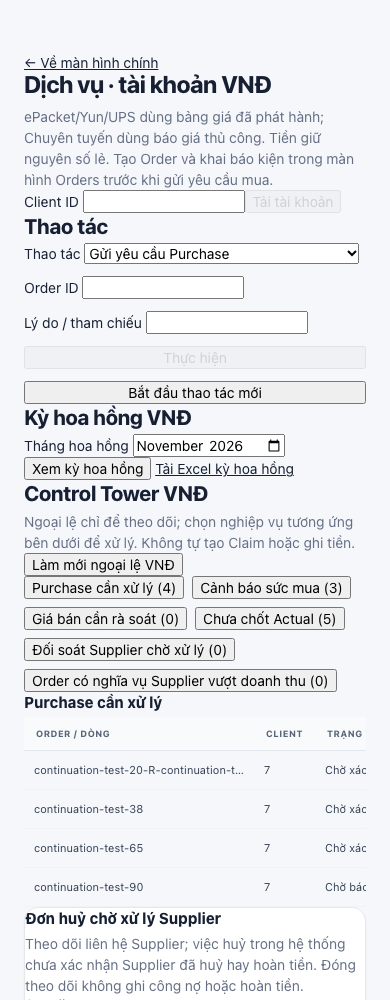 ← Về màn hình chính
Dịch vụ · tài khoản VNĐ
ePacket/Yun/UPS dùng bảng giá đã phát hành;
Chuyên tuyến dùng báo giá thủ công. Tiền giữ
nguyên số lẻ. Tạo Order và khai báo kiện trong màn
hình Orders trước khi gửi yêu cầu mua.
Client ID Tải tài khoản
Thao tác
Thao tác Gửi yêu cầu Purchase
Order ID
Lý do / tham chiếu
Thực hiện
Bắt đầu thao tác mới
Kỳ hoa hồng VNĐ
Tháng hoa hồng November 2026
Xem kỳ hoa hồng Tải Excel kỳ hoa hồng
Control Tower VNĐ
Ngoại lệ chỉ để theo dõi; chọn nghiệp vụ tương ứng
bên dưới để xử lý. Không tự tạo Claim hoặc ghi tiền.
Làm mới ngoại lệ VNĐ
Purchase cần xử lý (4) Cảnh báo sức mua (3)
Giá bán cần rà soát (0) Chưa chốt Actual (5)
Đối soát Supplier chờ xử lý (0)
Order có nghĩa vụ Supplier vượt doanh thu (0)
Purchase cần xử lý
ORDER / DÒNG CLIENT TRẠNG
continuation-test-20-R-continuation-t... 7 Chờ xác
continuation-test-38 7 Chờ xác
continuation-test-65 7 Chờ xác
continuation-test-90 7 Chờ báo
Đơn huỷ chờ xử lý Supplier
Theo dõi liên hệ Supplier; việc huỷ trong hệ thống
chưa xác nhận Supplier đã huỷ hay hoàn tiền. Đóng
theo dõi không ghi công nợ hoặc hoàn tiền.